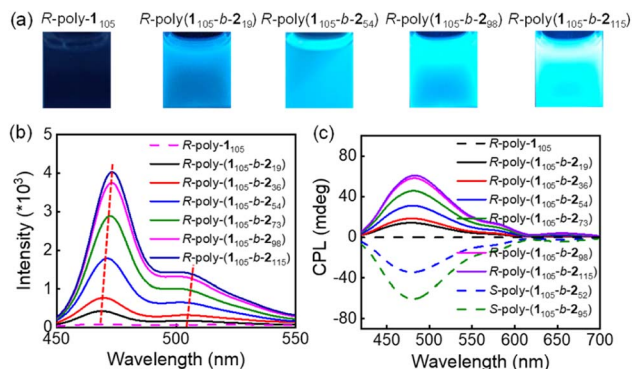 (a) R-poly-1₁₀₅ R-poly(1₁₀₅-b-2₁₉) R-poly(1₁₀₅-b-2₅₄) R-poly(1₁₀₅-b-2₉₈) R-poly(1₁₀₅-b-2₁₁₅)
(b)
Intensity (*10³)
5
4
3
2
1
0
R-poly-1₁₀₅
R-poly-(1₁₀₅-b-2₁₉)
R-poly-(1₁₀₅-b-2₃₆)
R-poly-(1₁₀₅-b-2₅₄)
R-poly-(1₁₀₅-b-2₇₃)
R-poly-(1₁₀₅-b-2₉₈)
R-poly-(1₁₀₅-b-2₁₁₅)
450 500 550
Wavelength (nm)
(c)
CPL (mdeg)
80
40
0
-40
-80
R-poly-1₁₀₅
R-poly-(1₁₀₅-b-2₁₉)
R-poly-(1₁₀₅-b-2₃₆)
R-poly-(1₁₀₅-b-2₅₄)
R-poly-(1₁₀₅-b-2₇₃)
R-poly-(1₁₀₅-b-2₉₈)
R-poly-(1₁₀₅-b-2₁₁₅)
S-poly-(1₁₀₅-b-2₅₂)
S-poly-(1₁₀₅-b-2₉₅)
450 500 550 600 650 700
Wavelength (nm)